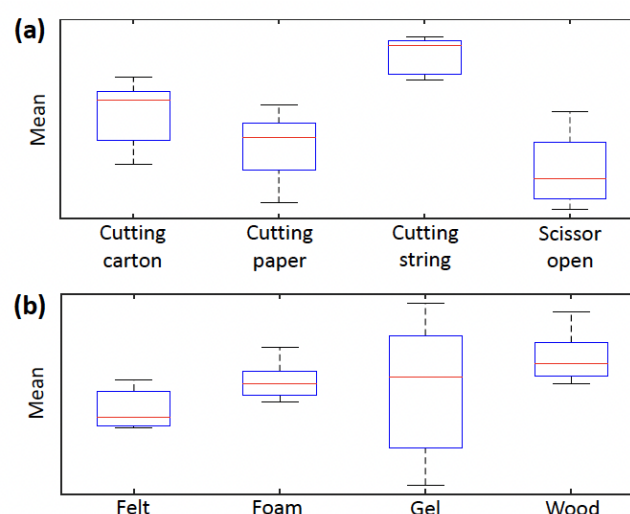 (a)
Mean
Cutting carton
Cutting paper
Cutting string
Scissor open
(b)
Mean
Felt
Foam
Gel
Wood